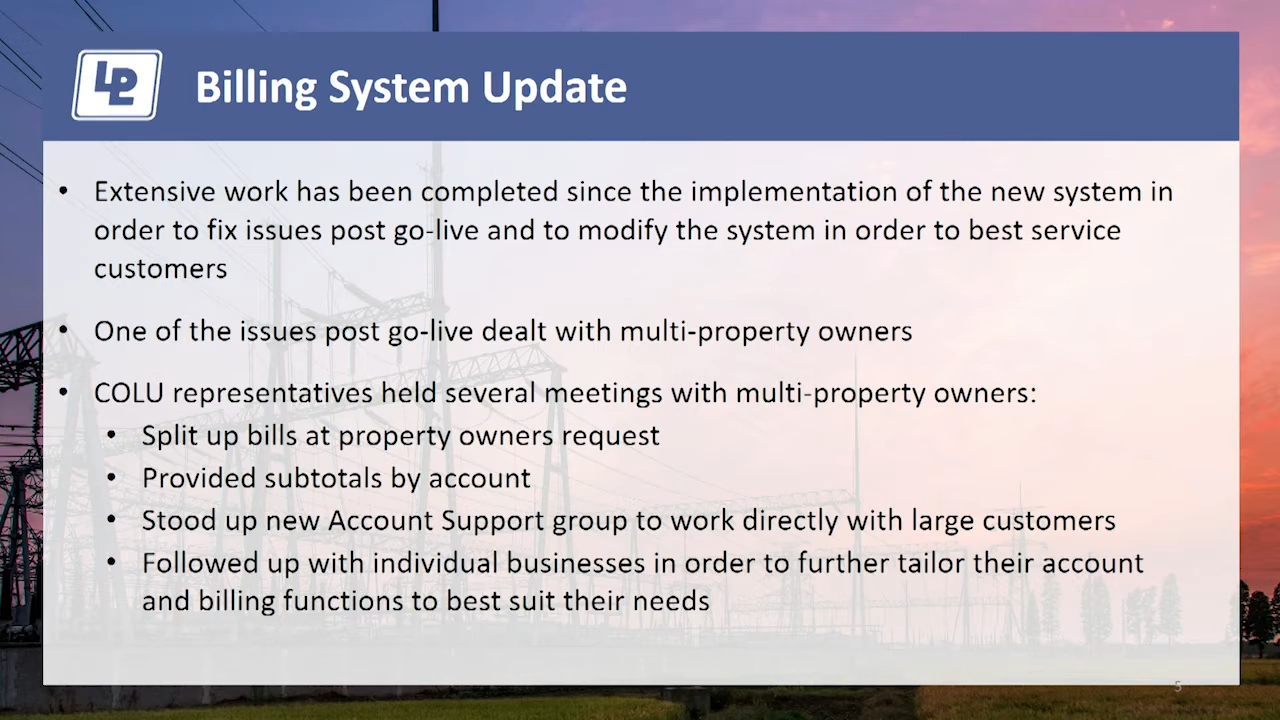 LPL
Billing System Update
• Extensive work has been completed since the implementation of the new system in
order to fix issues post go-live and to modify the system in order to best service
customers
• One of the issues post go-live dealt with multi-property owners
• COLU representatives held several meetings with multi-property owners:
• Split up bills at property owners request
• Provided subtotals by account
• Stood up new Account Support group to work directly with large customers
• Followed up with individual businesses in order to further tailor their account
and billing functions to best suit their needs
5